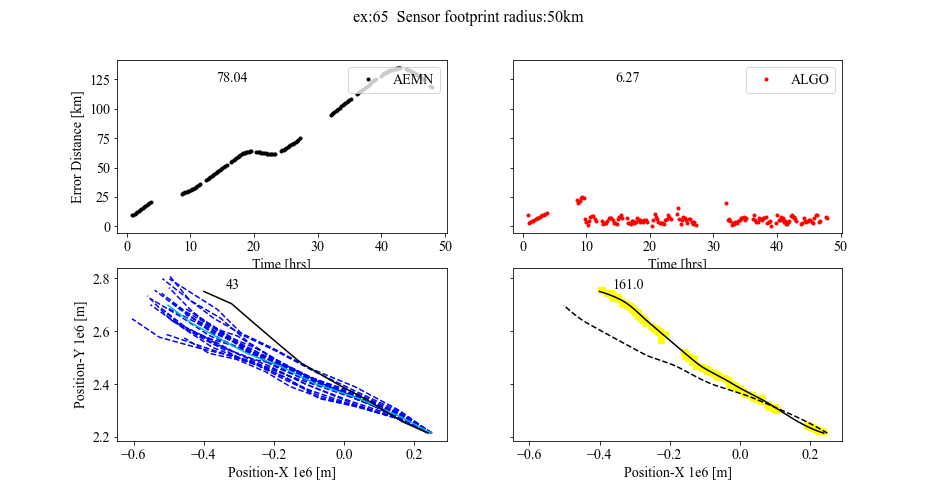 ex:65  Sensor footprint radius:50km
78.04
AEMN
6.27
ALGO
Error Distance [km]
125
100
75
50
25
0
0 10 20 30 40 50
0 10 20 30 40 50
Time [hrs]
Time [hrs]
43
161.0
Position-Y 1e6 [m]
2.8
2.6
2.4
2.2
−0.6 −0.4 −0.2 0.0 0.2
−0.6 −0.4 −0.2 0.0 0.2
Position-X 1e6 [m]
Position-X 1e6 [m]